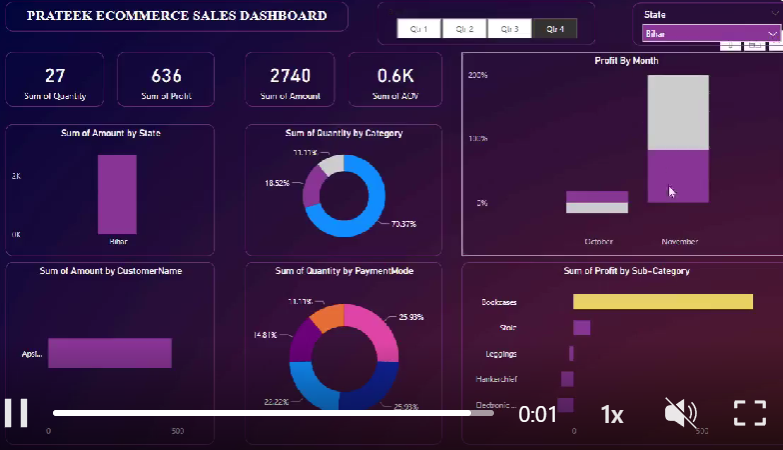 PRATEEK ECOMMERCE SALES DASHBOARD
Qtr 1
Qtr 2
Qtr 3
Qtr 4
State
Bihar
27
Sum of Quantity
636
Sum of Profit
2740
Sum of Amount
0.6K
Sum of AOV
Profit By Month
200%
100%
0%
October
November
Sum of Amount by State
2K
0K
Bihar
Sum of Quantity by Category
11.11%
18.52%
70.37%
Sum of Amount by CustomerName
0
500
Sum of Quantity by PaymentMode
11.11%
25.93%
14.81%
22.22%
25.93%
Sum of Profit by Sub-Category
Bookcases
Stole
Leggings
Hankerchief
Electronic ...
0
500
0:01
1x